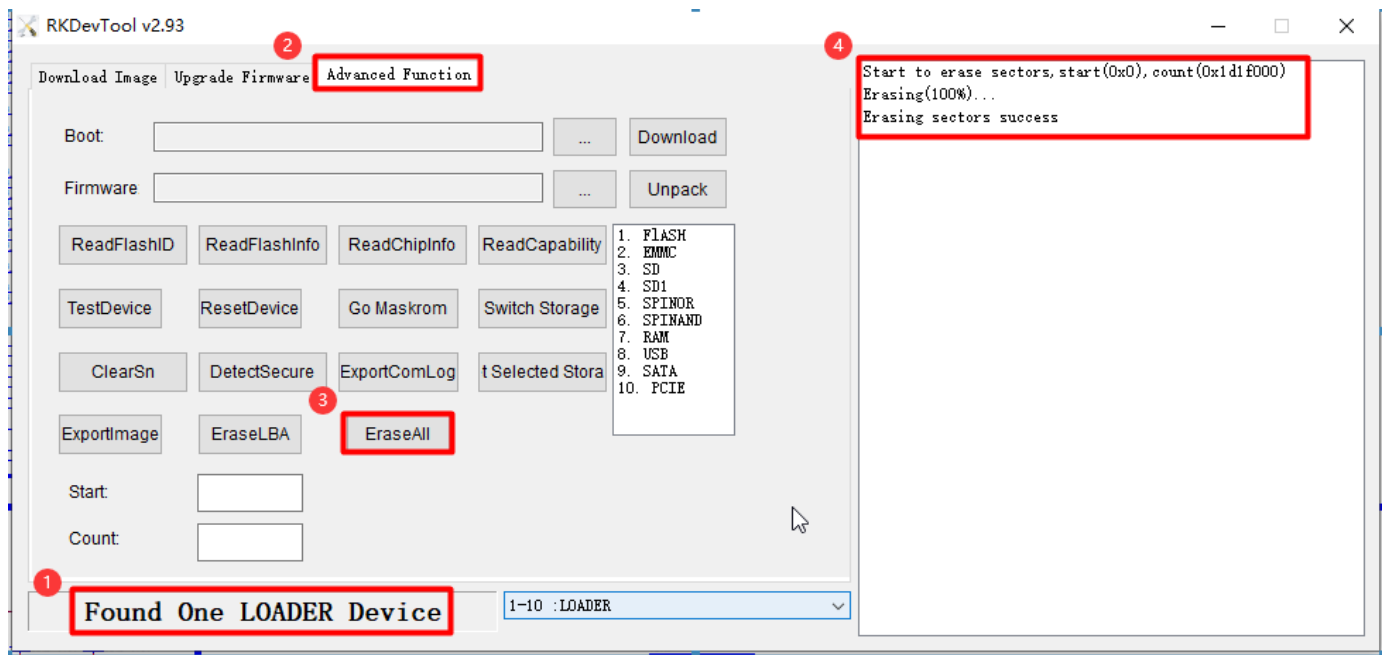 RKDevTool v2.93
2
4
Download Image
Upgrade Firmware
Advanced Function
Start to erase sectors,start(0x0),count(0x1d1f000)
Erasing(100%)...
Erasing sectors success
Boot:
...
Download
Firmware
...
Unpack
ReadFlashID
ReadFlashInfo
ReadChipInfo
ReadCapability
1. FlASH
2. EMMC
3. SD
4. SD1
5. SPINOR
6. SPINAND
7. RAM
8. USB
9. SATA
10. PCIE
TestDevice
ResetDevice
Go Maskrom
Switch Storage
ClearSn
DetectSecure
ExportComLog
t Selected Stora
3
ExportImage
EraseLBA
EraseAll
Start:
Count:
1
Found One LOADER Device
1-10 :LOADER